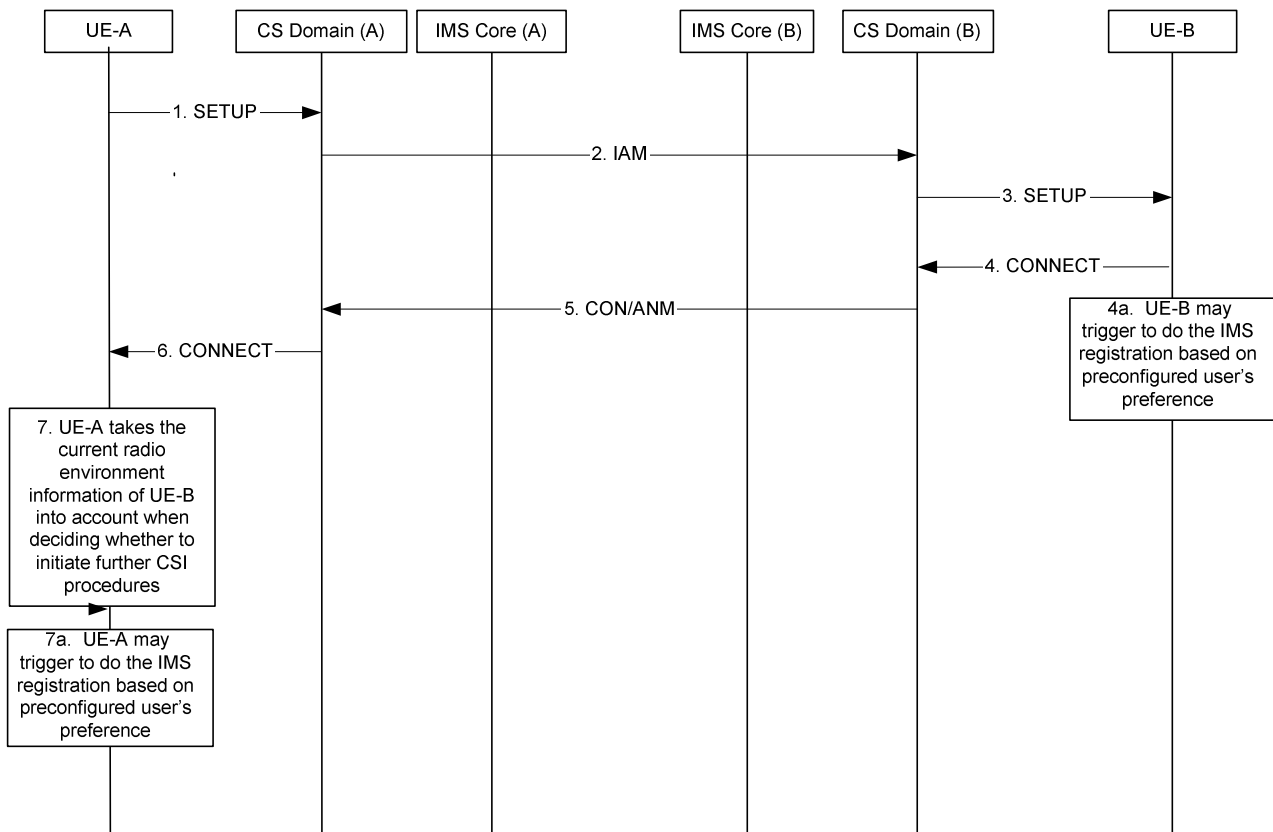 UE-A
CS Domain (A)
IMS Core (A)
IMS Core (B)
CS Domain (B)
UE-B
1. SETUP
2. IAM
3. SETUP
4. CONNECT
5. CON/ANM
4a. UE-B may
trigger to do the IMS
registration based on
preconfigured user's
preference
6. CONNECT
7. UE-A takes the
current radio
environment
information of UE-B
into account when
deciding whether to
initiate further CSI
procedures
7a. UE-A may
trigger to do the IMS
registration based on
preconfigured user's
preference